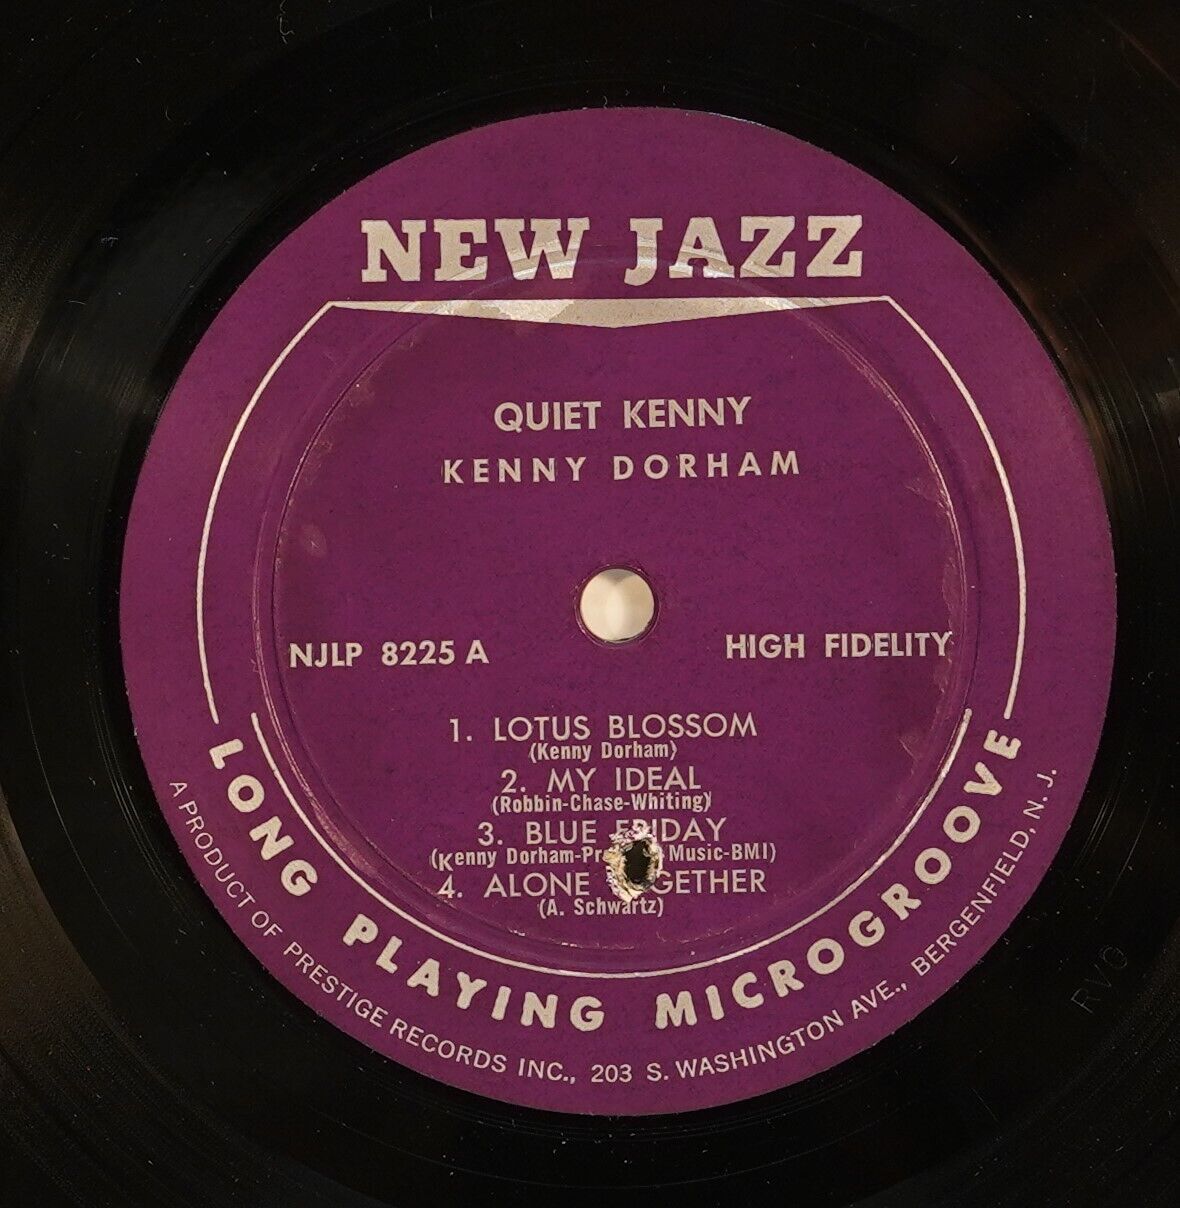 NEW JAZZ
QUIET KENNY
KENNY DORHAM
NJLP 8225 A
HIGH FIDELITY
1. LOTUS BLOSSOM
(Kenny Dorham)
2. MY IDEAL
(Robbin-Chase-Whiting)
3. BLUE FRIDAY
(Kenny Dorham- Music-BMI)
4. ALONE
(A. Schwartz)
LONG PLAYING MICROGROOVE
A PRODUCT OF PRESTIGE RECORDS INC., 203 S. WASHINGTON AVE., BERGENFIELD, N. J.
RVG